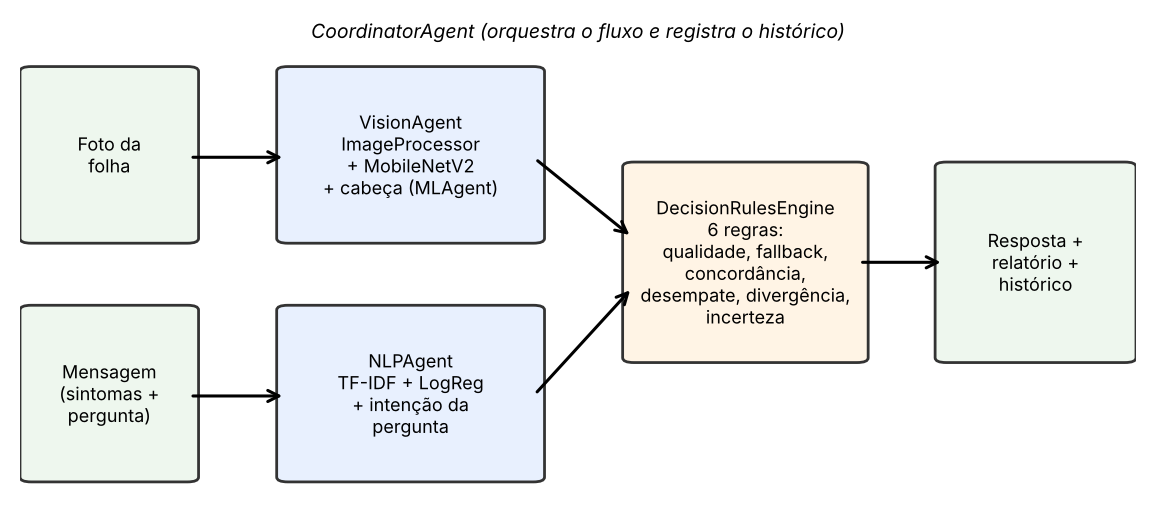 CoordinatorAgent (orquestra o fluxo e registra o histórico)
Foto da
folha
VisionAgent
ImageProcessor
+ MobileNetV2
+ cabeça (MLAgent)
Mensagem
(sintomas +
pergunta)
NLPAgent
TF-IDF + LogReg
+ intenção da
pergunta
DecisionRulesEngine
6 regras:
qualidade, fallback,
concordância,
desempate, divergência,
incerteza
Resposta +
relatório +
histórico